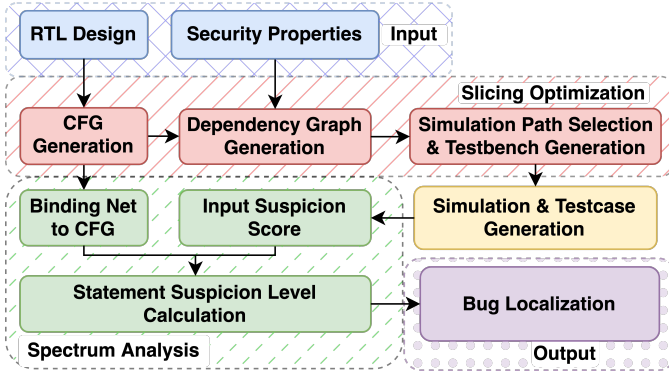 RTL Design
Security Properties
Input
Slicing Optimization
CFG
Generation
Dependency Graph
Generation
Simulation Path Selection
& Testbench Generation
Binding Net
to CFG
Input Suspicion
Score
Simulation & Testcase
Generation
Statement Suspicion Level
Calculation
Bug Localization
Spectrum Analysis
Output